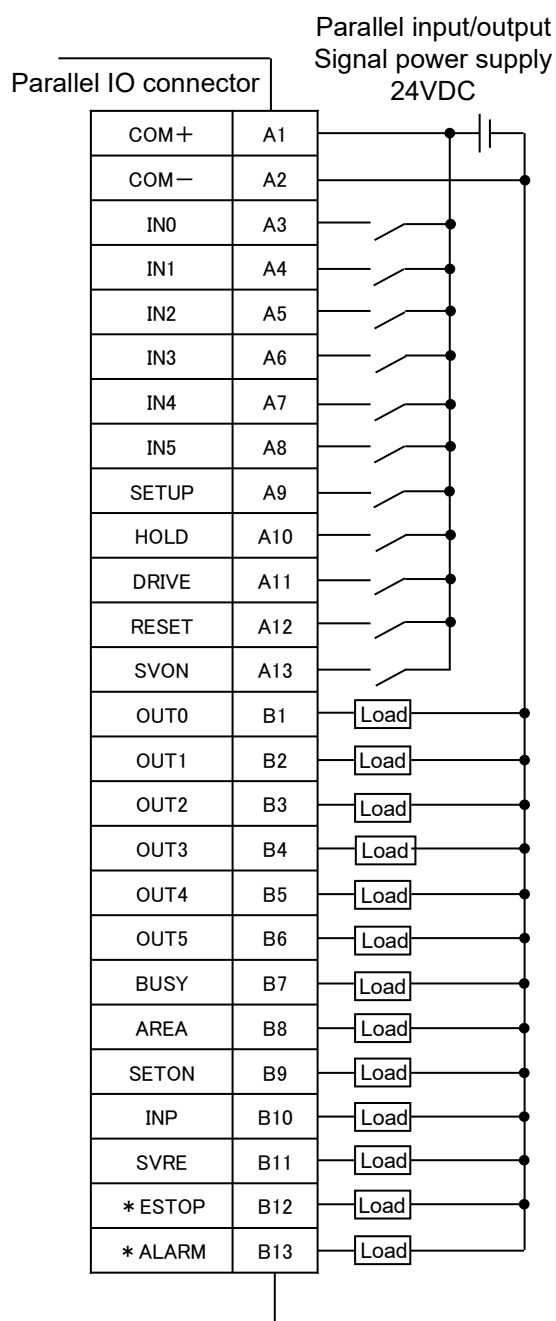 Parallel input/output
Signal power supply
24VDC
Parallel IO connector
COM＋ A1
COM－ A2
IN0 A3
IN1 A4
IN2 A5
IN3 A6
IN4 A7
IN5 A8
SETUP A9
HOLD A10
DRIVE A11
RESET A12
SVON A13
OUT0 B1 Load
OUT1 B2 Load
OUT2 B3 Load
OUT3 B4 Load
OUT4 B5 Load
OUT5 B6 Load
BUSY B7 Load
AREA B8 Load
SETON B9 Load
INP B10 Load
SVRE B11 Load
＊ESTOP B12 Load
＊ALARM B13 Load